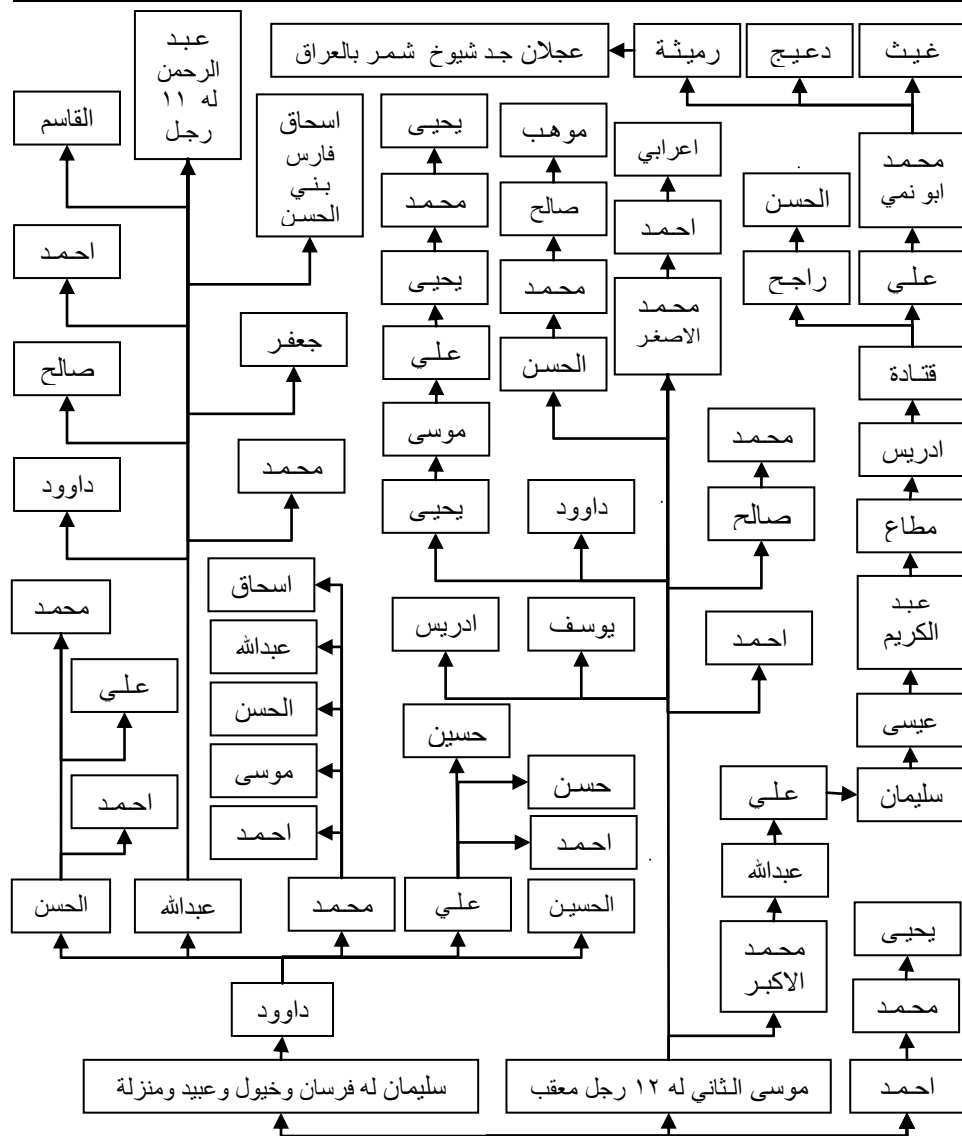 غيث
دعيج
رميثة
عجلان جد شيوخ شمر بالعراق
عبد
الرحمن
له ١١
رجل
اسحاق
فارس
بني
الحسن
القاسم
يحيى
موهب
اعرابي
محمد
ابو نمي
الحسن
صالح
محمد
احمد
احمد
علي
راجح
محمد
الاصغر
محمد
يحيى
جعفر
علي
الحسن
صالح
قتادة
محمد
موسى
ادريس
محمد
داوود
صالح
داوود
يحيى
مطاع
اسحاق
محمد
عبد
الكريم
احمد
يوسف
ادريس
عبدالله
علي
عيسى
حسين
الحسن
موسى
احمد
حسن
علي
سليمان
احمد
احمد
عبدالله
الحسين
علي
محمد
عبدالله
الحسن
يحيى
محمد
الاكبر
محمد
داوود
احمد
موسى الثاني له ١٢ رجل معقب
سليمان له فرسان وخيول وعبيد ومنزلة